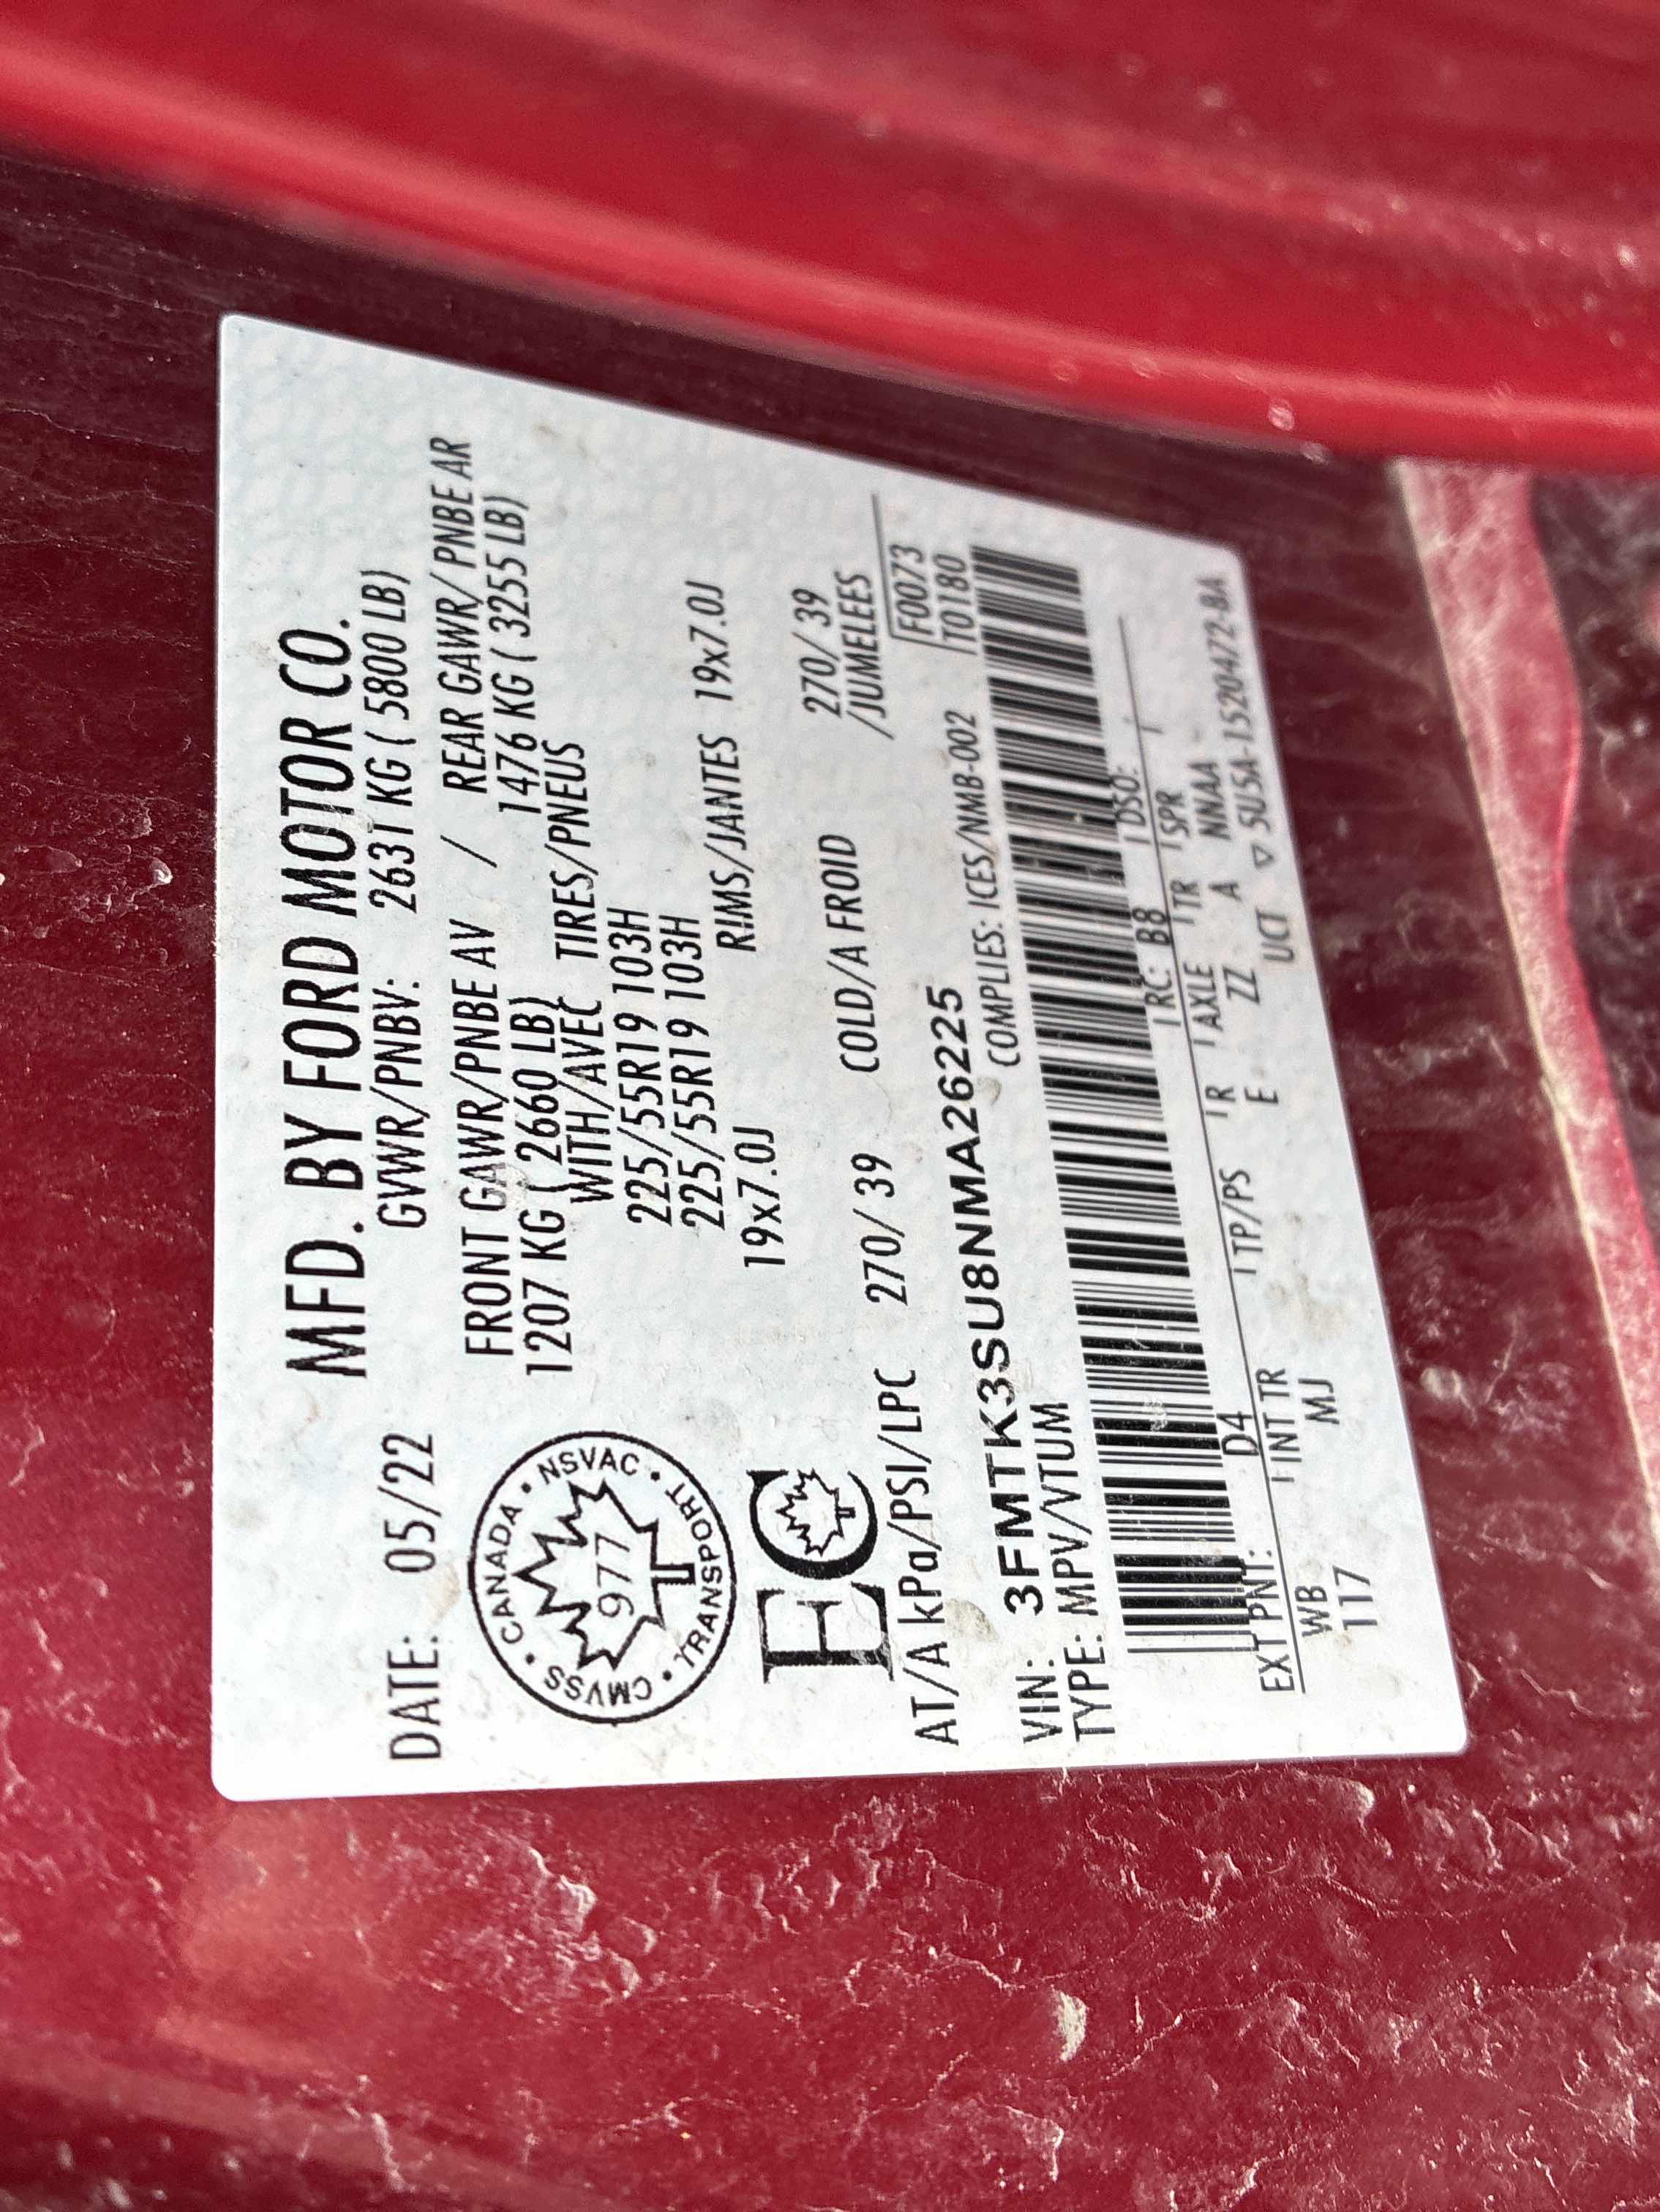 MFD. BY FORD MOTOR CO.
DATE: 05/22
GVWR/PNBV: 2631 KG ( 5800 LB)
FRONT GAWR/PNBE AV / REAR GAWR/PNBE AR
1207 KG ( 2660 LB) 1476 KG ( 3255 LB)
WITH/AVEC TIRES/PNEUS
225/55R19 103H
225/55R19 103H
19x7.0J RIMS/JANTES 19x7.0J
CMVSS • CANADA • NSVAC • TRANSPORT •
977
EC
AT/A kPa/PSI/LPC 270/ 39 COLD/A FROID 270/ 39
/JUMELEES
VIN: 3FMTK3SU8NMA26225
F0073
TYPE: MPV/VTUM COMPLIES: ICES/NMB-002 T0180
EXT PNT: D4 RC: B8 DSO:
WB INT TR TP/PS R AXLE TR SPR
117 MJ E ZZ A NNAA
UCT ▽ SU5A-1520472-BA